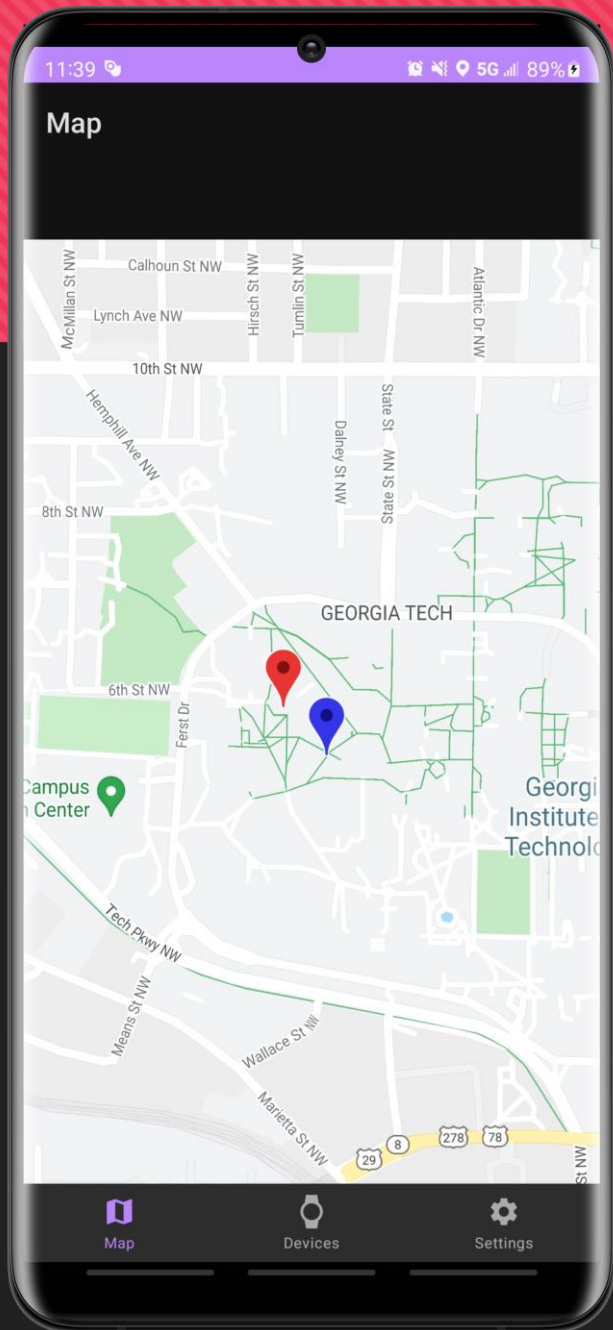 11:39
5G
89%
Map
Calhoun St NW
McMillan St NW
Hirsch St NW
Tumlin St NW
Atlantic Dr NW
Lynch Ave NW
10th St NW
Hemphill Ave NW
State St
Dalney St NW
State St NW
8th St NW
GEORGIA TECH
6th St NW
Ferst Dr
Campus
Center
Georgi
Institute
Technolo
Tech Pkwy NW
Means St NW
Wallace St NW
Marietta St NW
29
8
278
78
St NW
Map
Devices
Settings